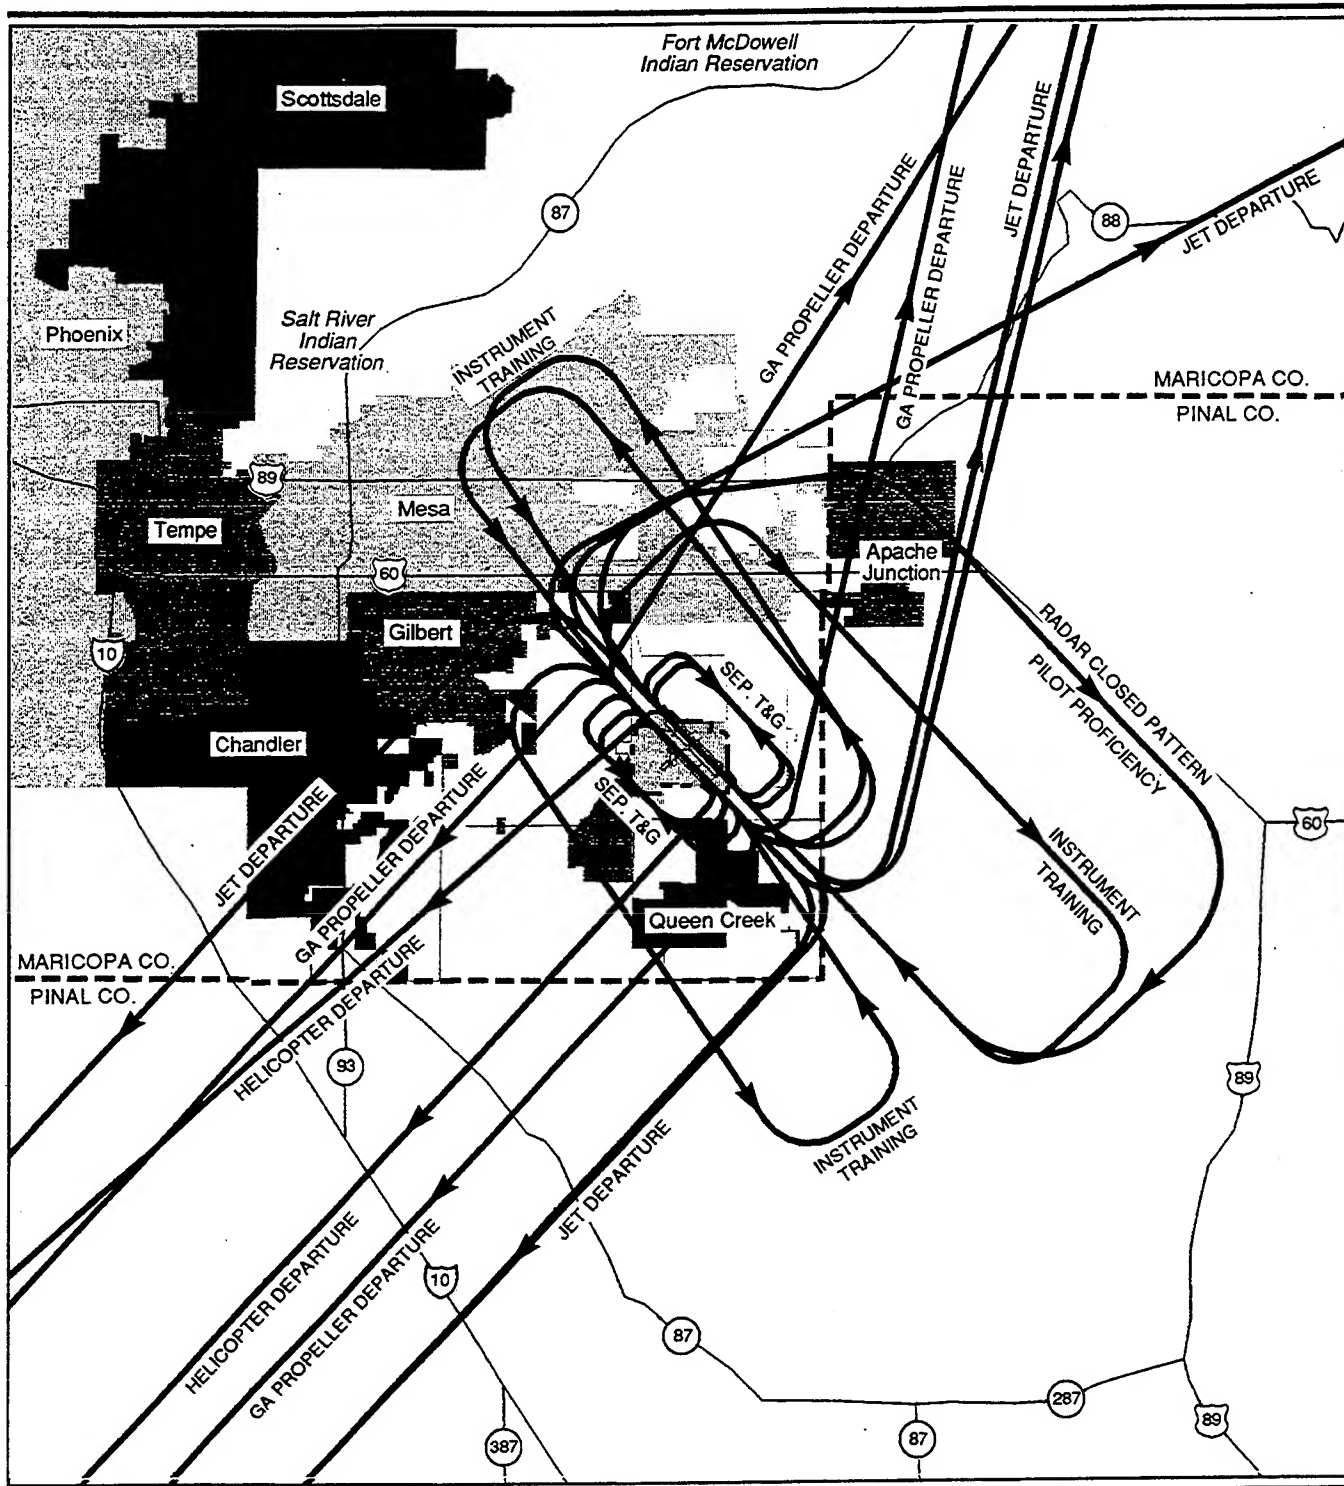 Fort McDowell
Indian Reservation
Scottsdale
87
88
JET DEPARTURE
JET DEPARTURE
GA PROPELLER DEPARTURE
GA PROPELLER DEPARTURE
Phoenix
Salt River
Indian
Reservation
INSTRUMENT
TRAINING
MARICOPA CO.
PINAL CO.
89
Mesa
Tempe
Apache
Junction
60
Gilbert
10
RADAR CLOSED PATTERN
PILOT PROFICIENCY
SEP. T&G
Chandler
SEP. T&G
JET DEPARTURE
GA PROPELLER DEPARTURE
60
INSTRUMENT
TRAINING
Queen Creek
MARICOPA CO.
PINAL CO.
HELICOPTER DEPARTURE
93
89
INSTRUMENT
TRAINING
JET DEPARTURE
HELICOPTER DEPARTURE
GA PROPELLER DEPARTURE
10
87
287
387
87
89